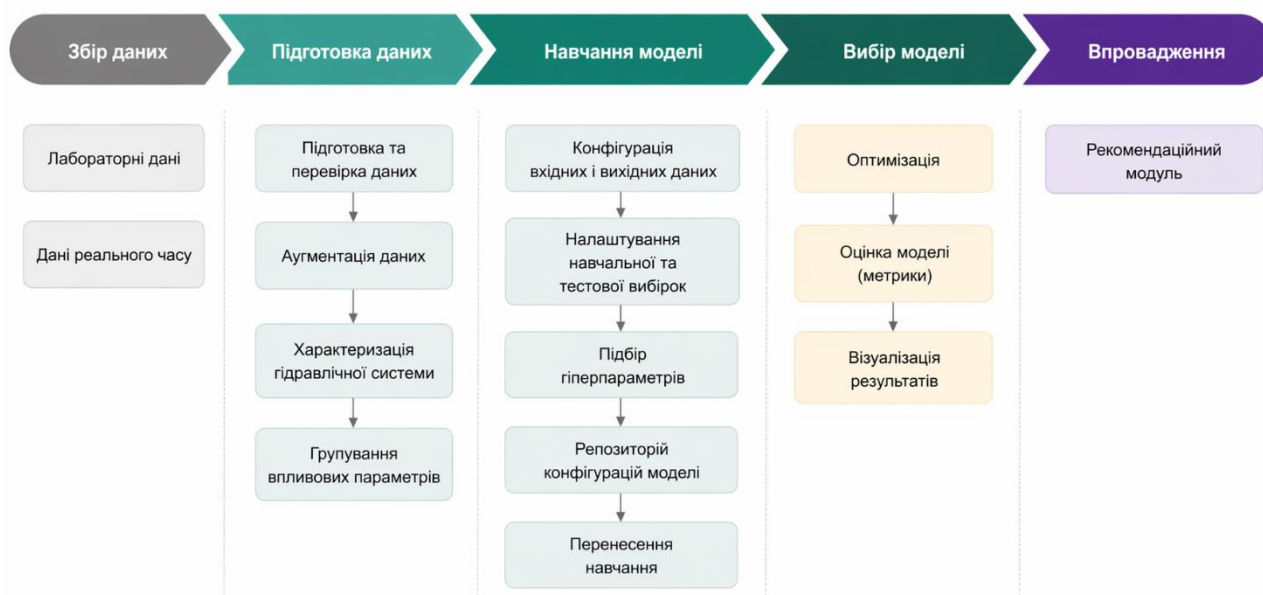 Збір даних
Підготовка даних
Навчання моделі
Вибір моделі
Впровадження
Лабораторні дані
Дані реального часу
Підготовка та
перевірка даних
Аугментація даних
Характеризація
гідравлічної системи
Групування
впливових параметрів
Конфігурація
вхідних і вихідних даних
Налаштування
навчальної та
тестової вибірок
Підбір
гіперпараметрів
Репозиторій
конфігурацій моделі
Перенесення
навчання
Оптимізація
Оцінка моделі
(метрики)
Візуалізація
результатів
Рекомендаційний
модуль